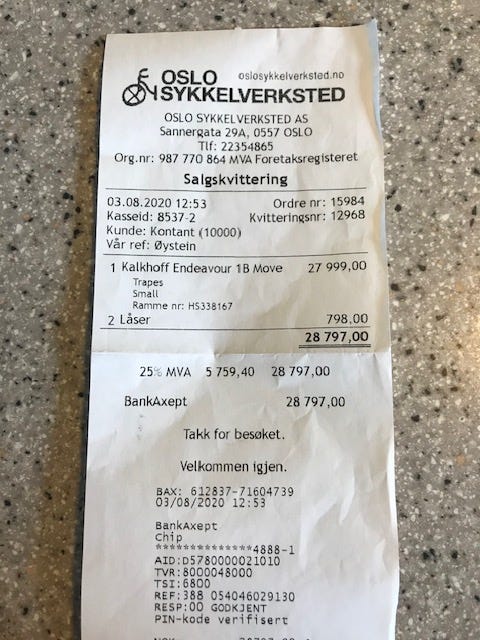 OSLO oslosykkelverksted.no
SYKKELVERKSTED
OSLO SYKKELVERKSTED AS
Sannergata 29A, 0557 OSLO
Tlf: 22354865
Org.nr: 987 770 864 MVA Foretaksregisteret
Salgskvittering
03.08.2020 12:53 Ordre nr: 15984
Kasseid: 8537-2 Kvitteringsnr: 12968
Kunde: Kontant (10000)
Vår ref: Øystein
1 Kalkhoff Endeavour 1B Move 27 999,00
Trapes
Small
Ramme nr: HS338167
2 Låser 798,00
28 797,00
25% MVA 5 759,40 28 797,00
BankAxept 28 797,00
Takk for besøket.
Velkommen igjen.
BAX: 612837-71604739
03/08/2020 12:53
BankAxept
Chip
**************4888-1
AID:D5780000021010
TVR:8000048000
TSI:6800
REF:388 054046029130
RESP:00 GODKJENT
PIN-kode verifisert